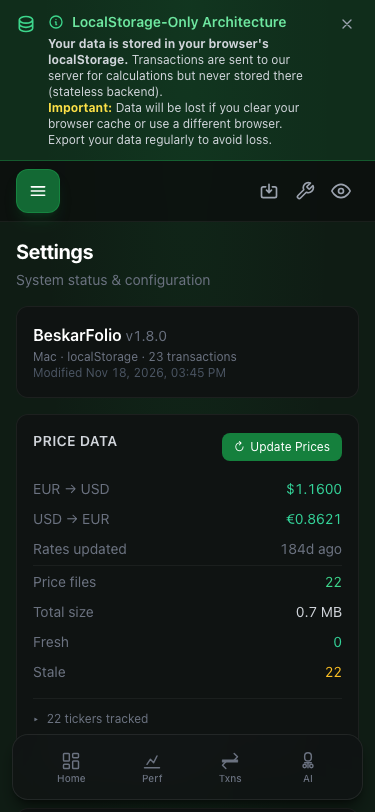 LocalStorage-Only Architecture
Your data is stored in your browser's
localStorage. Transactions are sent to our
server for calculations but never stored there
(stateless backend).
Important: Data will be lost if you clear your
browser cache or use a different browser.
Export your data regularly to avoid loss.
Settings
System status & configuration
BeskarFolio v1.8.0
Mac · localStorage · 23 transactions
Modified Nov 18, 2026, 03:45 PM
PRICE DATA
Update Prices
EUR → USD $1.1600
USD → EUR €0.8621
Rates updated 184d ago
Price files 22
Total size 0.7 MB
Fresh 0
Stale 22
22 tickers tracked
Home Perf Txns AI